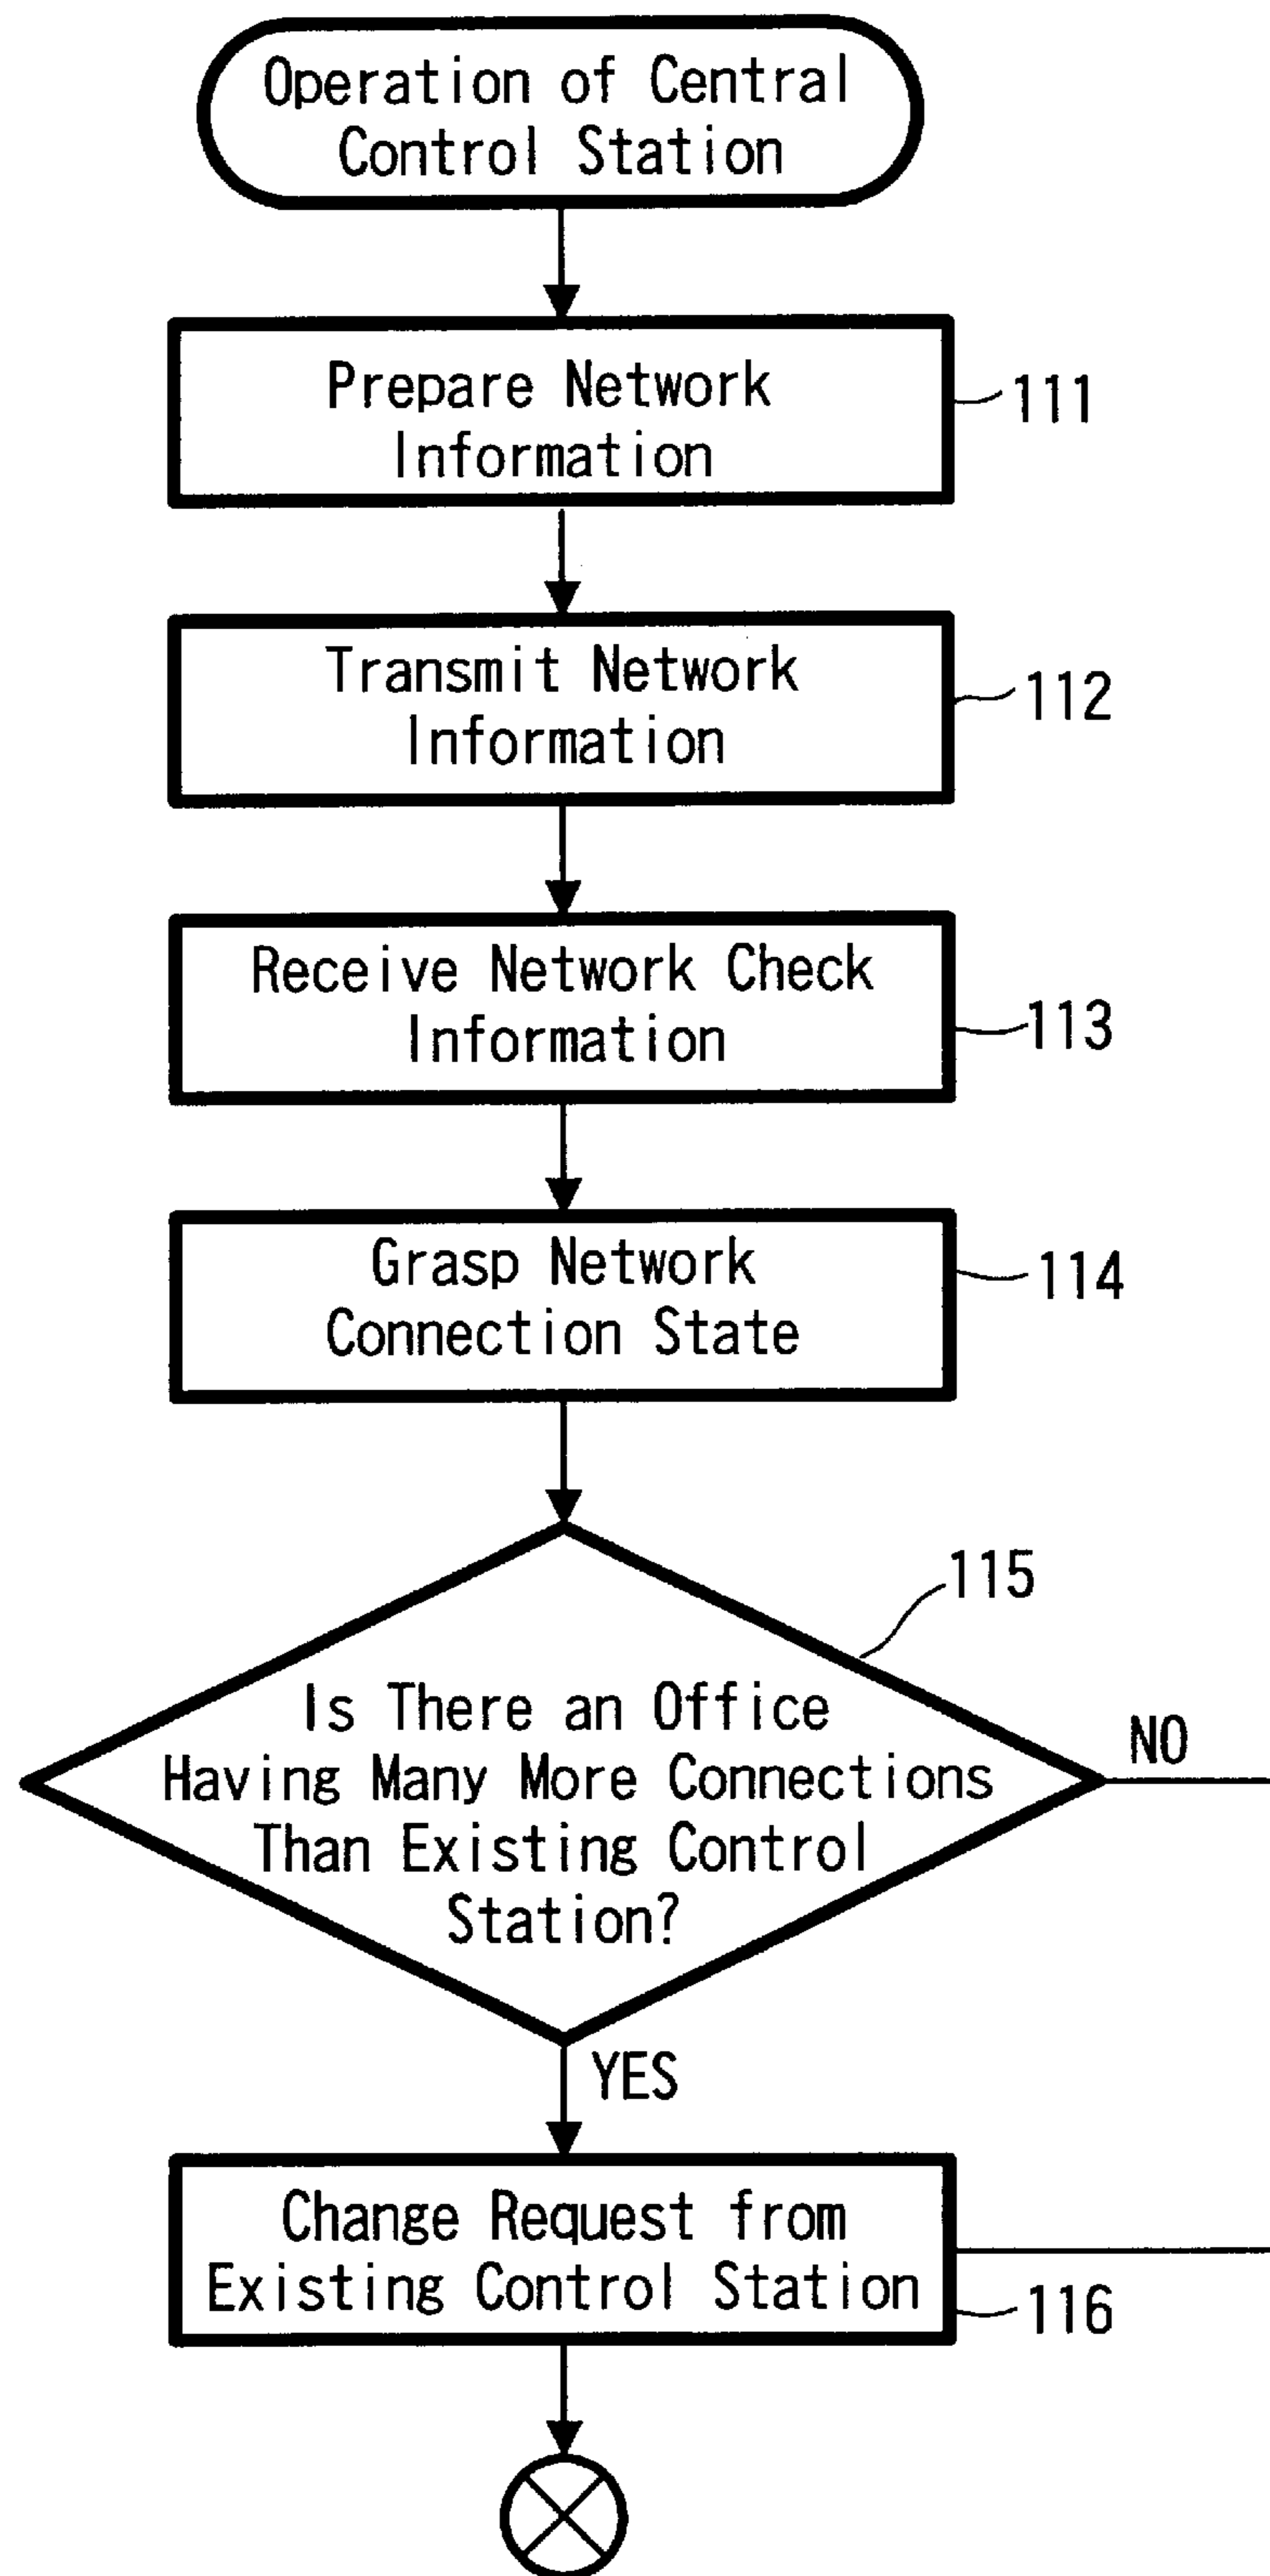 Operation of Central
Control Station
Prepare Network
Information
111
Transmit Network
Information
112
Receive Network Check
Information
113
Grasp Network
Connection State
114
115
Is There an Office
Having Many More Connections
Than Existing Control
Station?
NO
YES
Change Request from
Existing Control Station
116